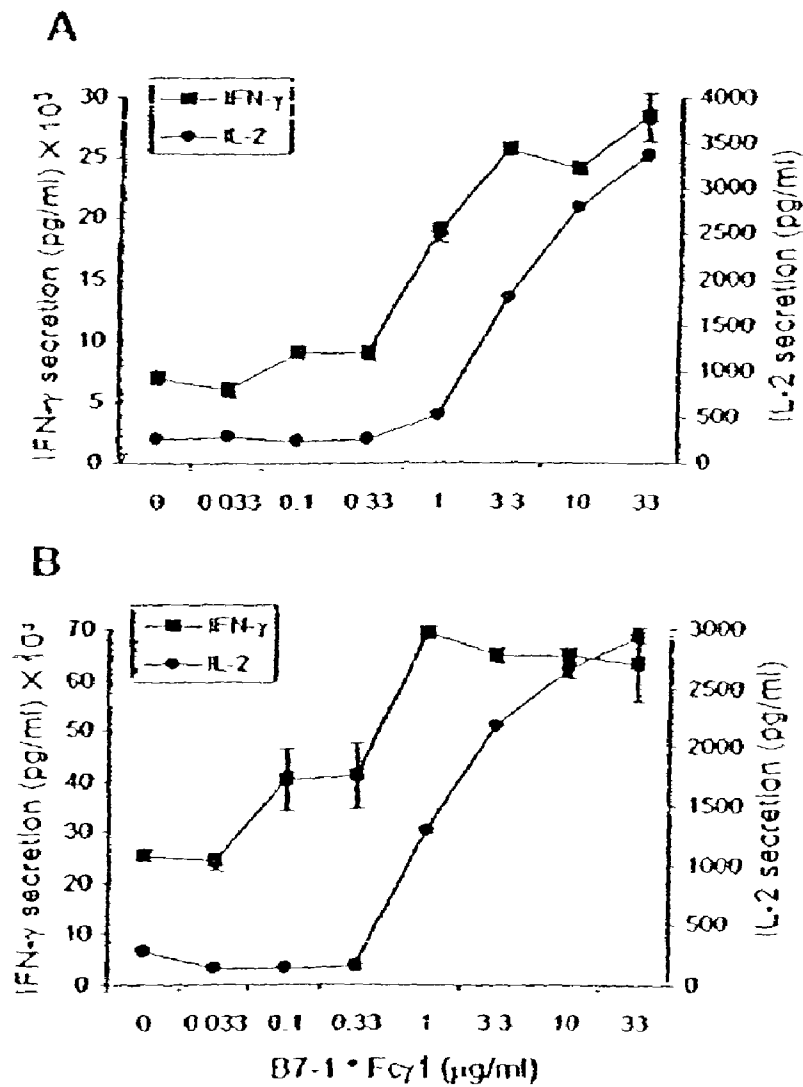 A
IFN-γ
IL-2
IFN-γ secretion (pg/ml) X 10³
30
25
20
15
10
5
0
4000
3500
3000
2500
2000
1500
1000
500
0
IL-2 secretion (pg/ml)
0 0.033 0.1 0.33 1 3.3 10 33
B
IFN-γ
IL-2
IFN-γ secretion (pg/ml) X 10³
70
60
50
40
30
20
10
0
3000
2500
2000
1500
1000
500
0
IL-2 secretion (pg/ml)
0 0.033 0.1 0.33 1 3.3 10 33
B7-1 • Fcγ1 (μg/ml)